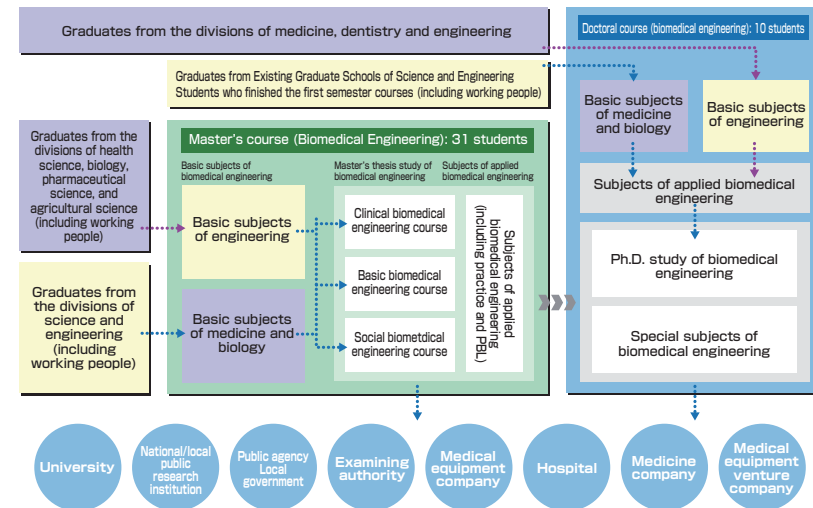 Graduates from the divisions of medicine, dentistry and engineering
Doctoral course (biomedical engineering): 10 students
Graduates from Existing Graduate Schools of Science and Engineering
Students who finished the first semester courses (including working people)
Basic subjects
of medicine
and biology
Basic subjects
of engineering
Subjects of applied biomedical
engineering
Ph.D. study of biomedical
engineering
Special subjects of
biomedical engineering
Graduates from the
divisions of health
science, biology,
pharmaceutical
science, and
agricultural science
(including working
people)
Graduates from
the divisions of
science and
engineering
(including
working people)
Master's course (Biomedical Engineering): 31 students
Basic subjects of
biomedical engineering
Master's thesis study of
biomedical engineering
Subjects of applied
biomedical engineering
Basic subjects
of engineering
Basic subjects
of medicine and
biology
Clinical biomedical
engineering course
Basic biomedical
engineering course
Social biometdical
engineering course
Subjects of applied
biomedical engineering
(including practice and PBL)
University
National/local
public
research
institution
Public agency
Local
government
Examining
authority
Medical
equipment
company
Hospital
Medicine
company
Medical
equipment
venture
company